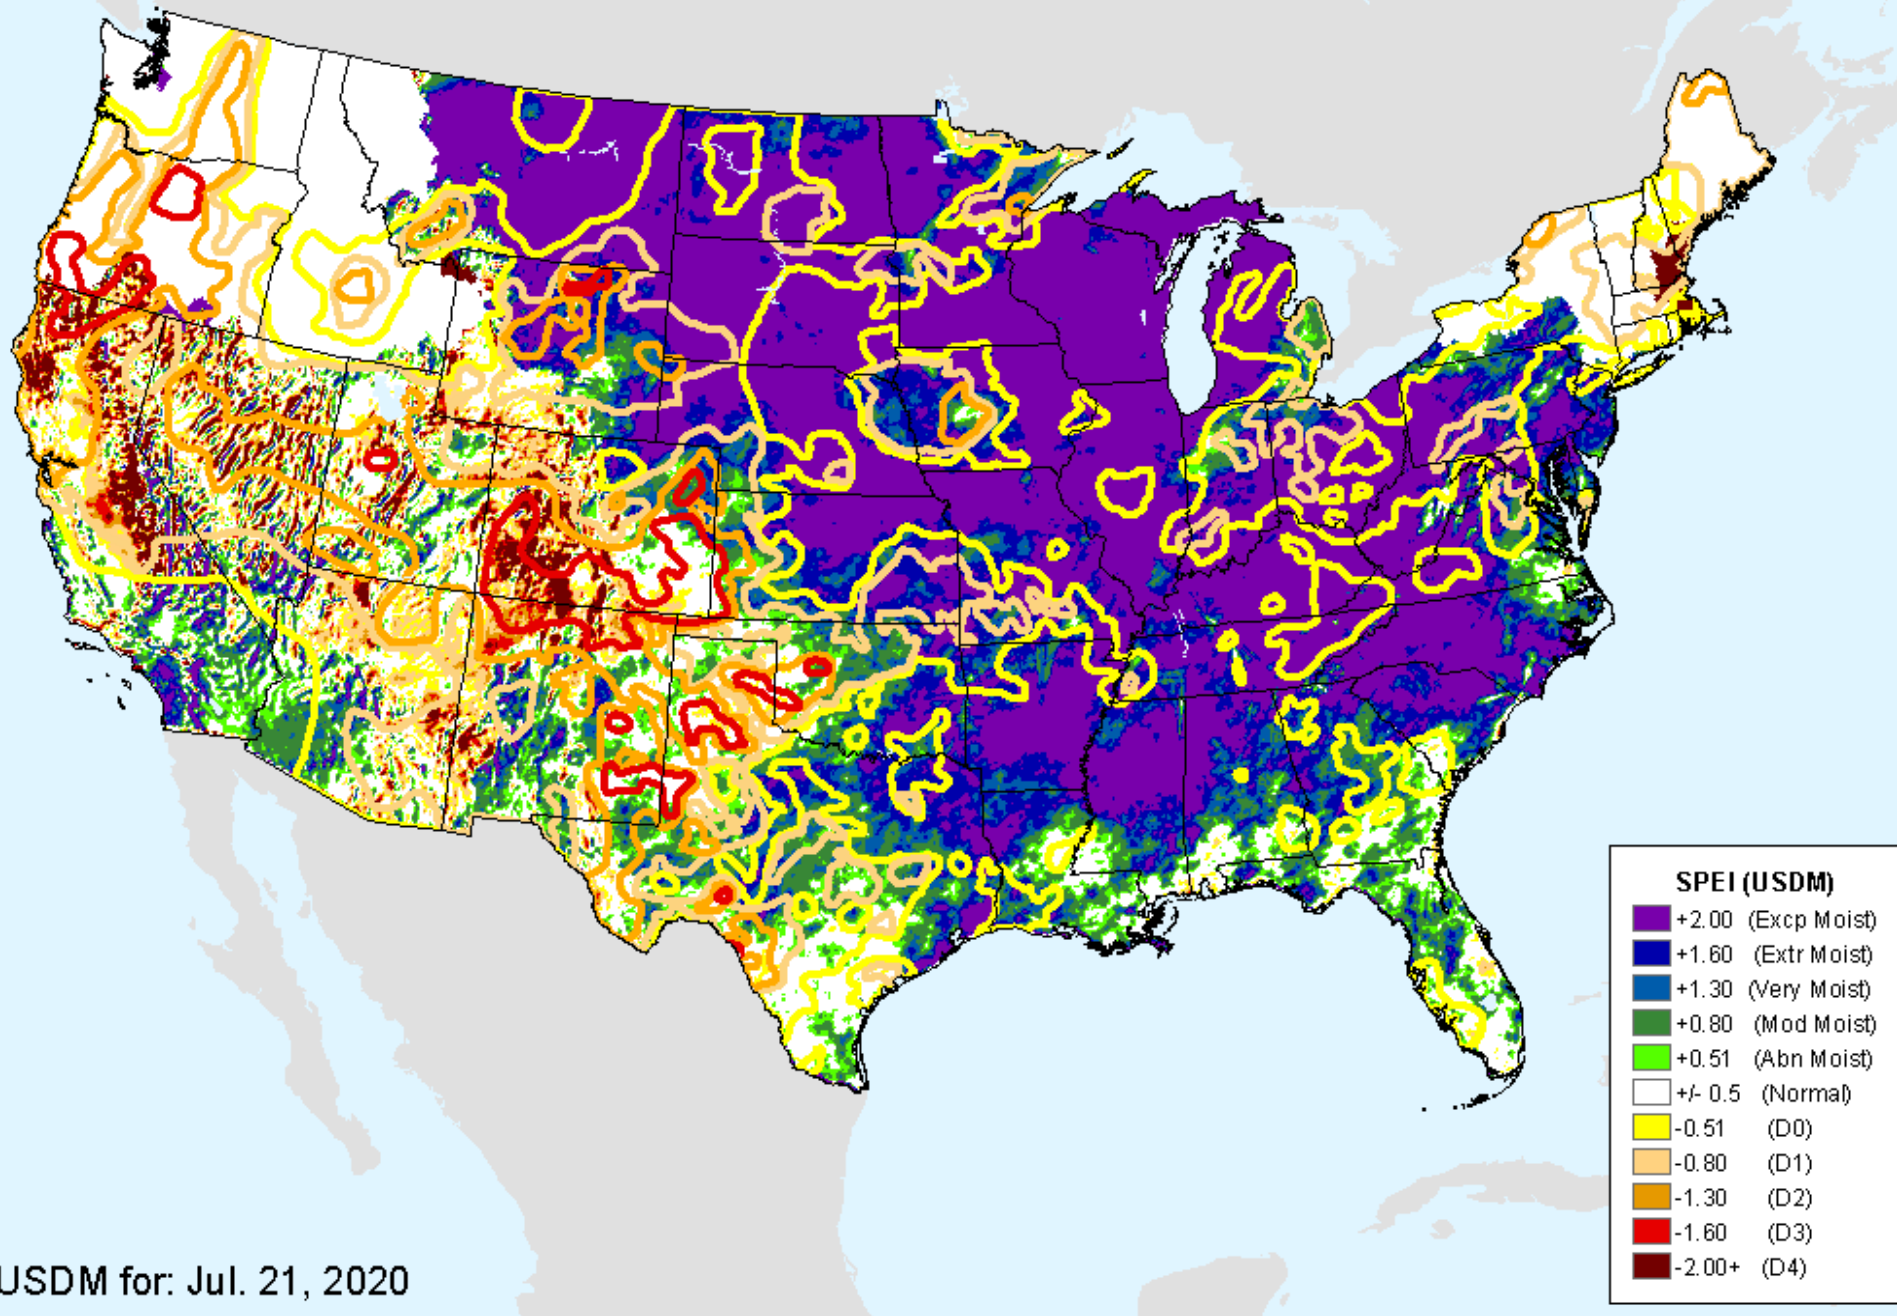 SPEI (USDM)
+2.00 (Excp Moist)
+1.60 (Extr Moist)
+1.30 (Very Moist)
+0.80 (Mod Moist)
+0.51 (Abn Moist)
+/- 0.5 (Normal)
-0.51 (D0)
-0.80 (D1)
-1.30 (D2)
-1.60 (D3)
-2.00+ (D4)
USDM for: Jul. 21, 2020